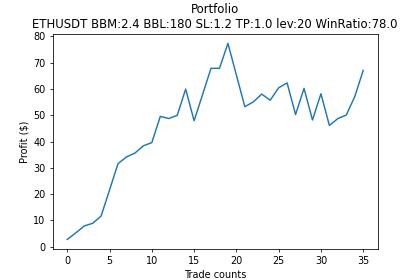 Portfolio
ETHUSDT BBM:2.4 BBL:180 SL:1.2 TP:1.0 lev:20 WinRatio:78.0
80
70
60
50
40
30
20
10
0
Profit ($)
0 5 10 15 20 25 30 35
Trade counts